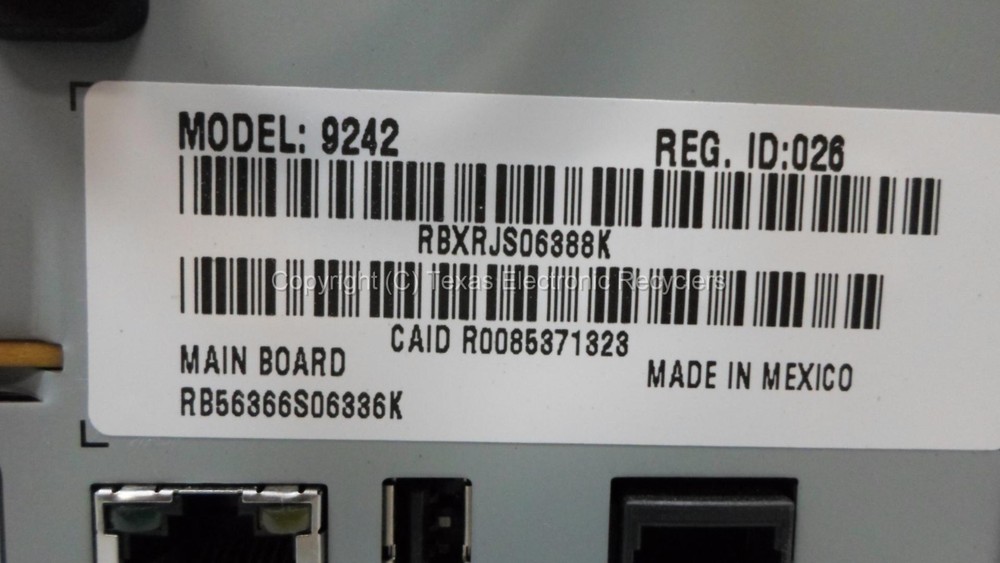 MODEL: 9242
REG. ID:026
RBXRJS06388K
Copyright (C) Texas Electronic Recyclers
CAID R0085371323
MAIN BOARD
MADE IN MEXICO
RB56366S06336K